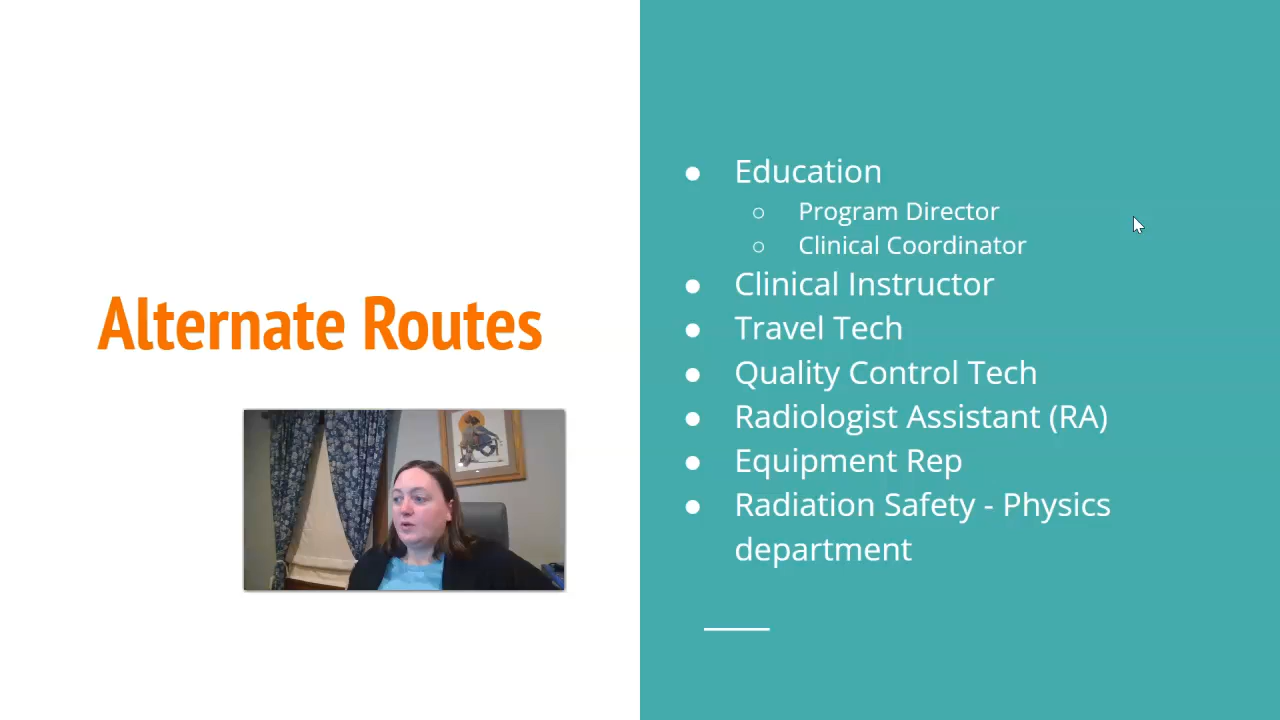 Alternate Routes
● Education
○ Program Director
○ Clinical Coordinator
● Clinical Instructor
● Travel Tech
● Quality Control Tech
● Radiologist Assistant (RA)
● Equipment Rep
● Radiation Safety - Physics
department